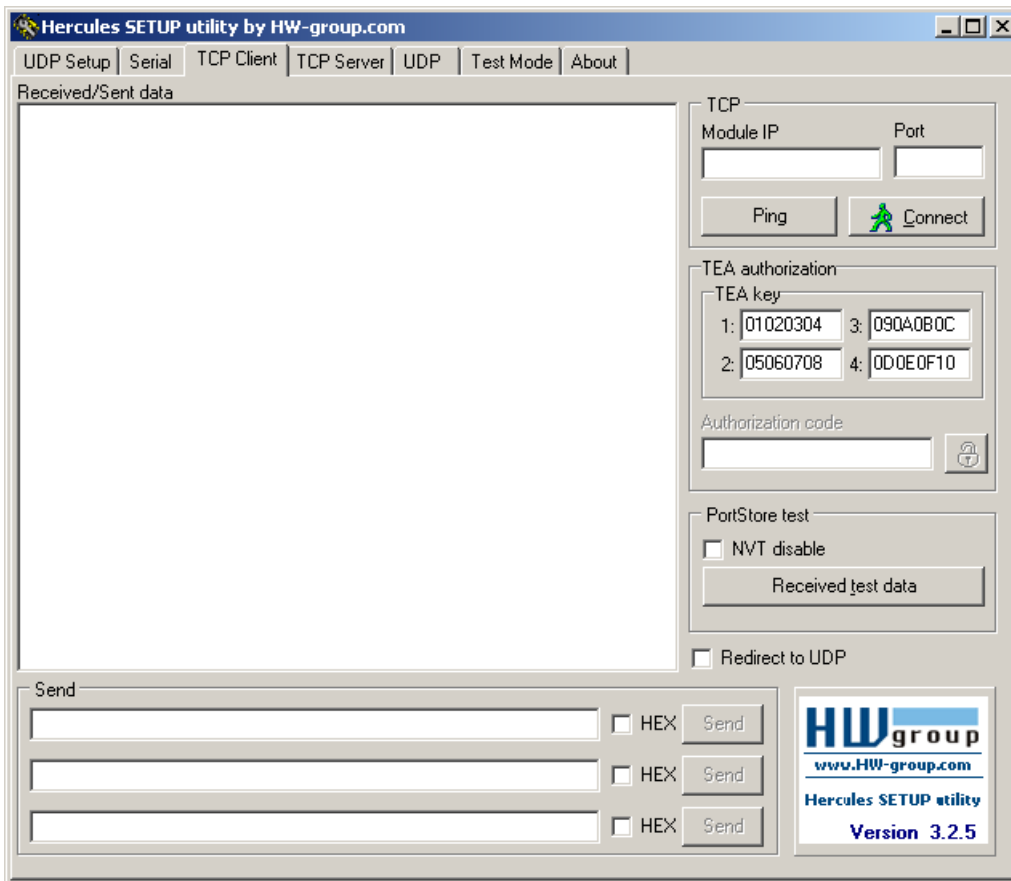 Hercules SETUP utility by HW-group.com
UDP Setup Serial TCP Client TCP Server UDP Test Mode About
Received/Sent data
TCP
Module IP Port
Ping Connect
TEA authorization
TEA key
1: 01020304 3: 090A0B0C
2: 05060708 4: 0D0E0F10
Authorization code
PortStore test
NVT disable
Received test data
Redirect to UDP
Send
HEX Send
HEX Send
HEX Send
HW group
www.HW-group.com
Hercules SETUP utility
Version 3.2.5